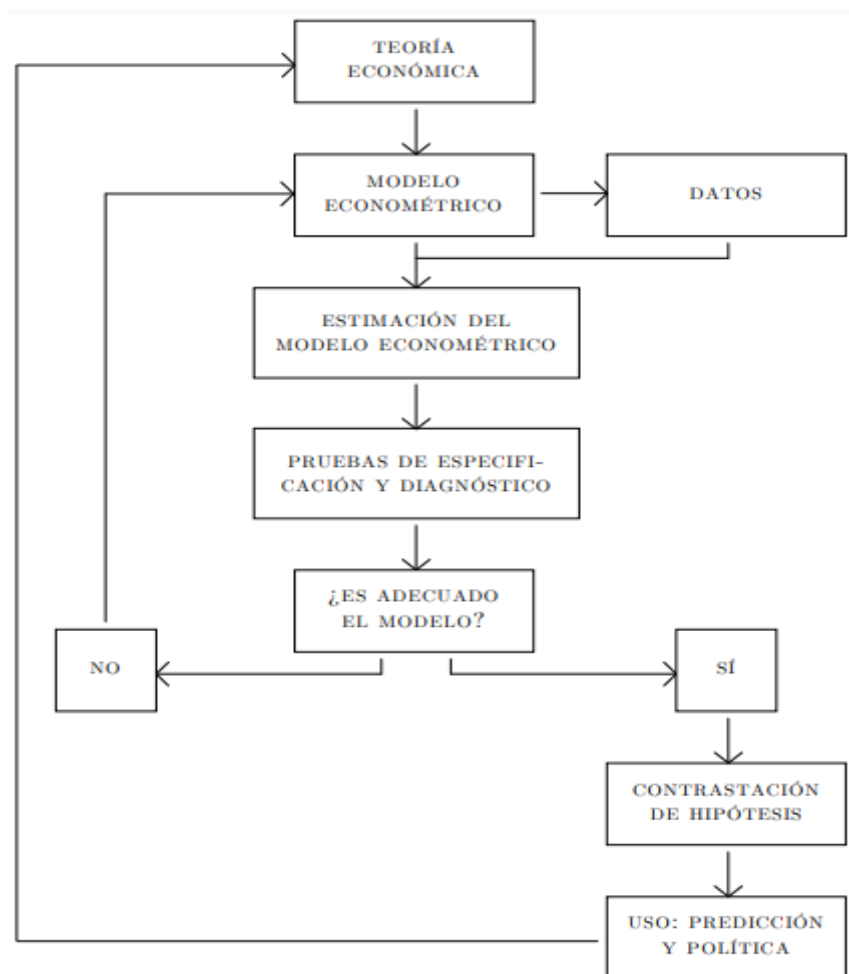 TEORÍA
ECONÓMICA
MODELO
ECONOMÉTRICO
DATOS
ESTIMACIÓN DEL
MODELO ECONOMÉTRICO
PRUEBAS DE ESPECIFI-
CACIÓN Y DIAGNÓSTICO
¿ES ADECUADO
EL MODELO?
NO
SÍ
CONTRASTACIÓN
DE HIPÓTESIS
USO: PREDICCIÓN
Y POLÍTICA